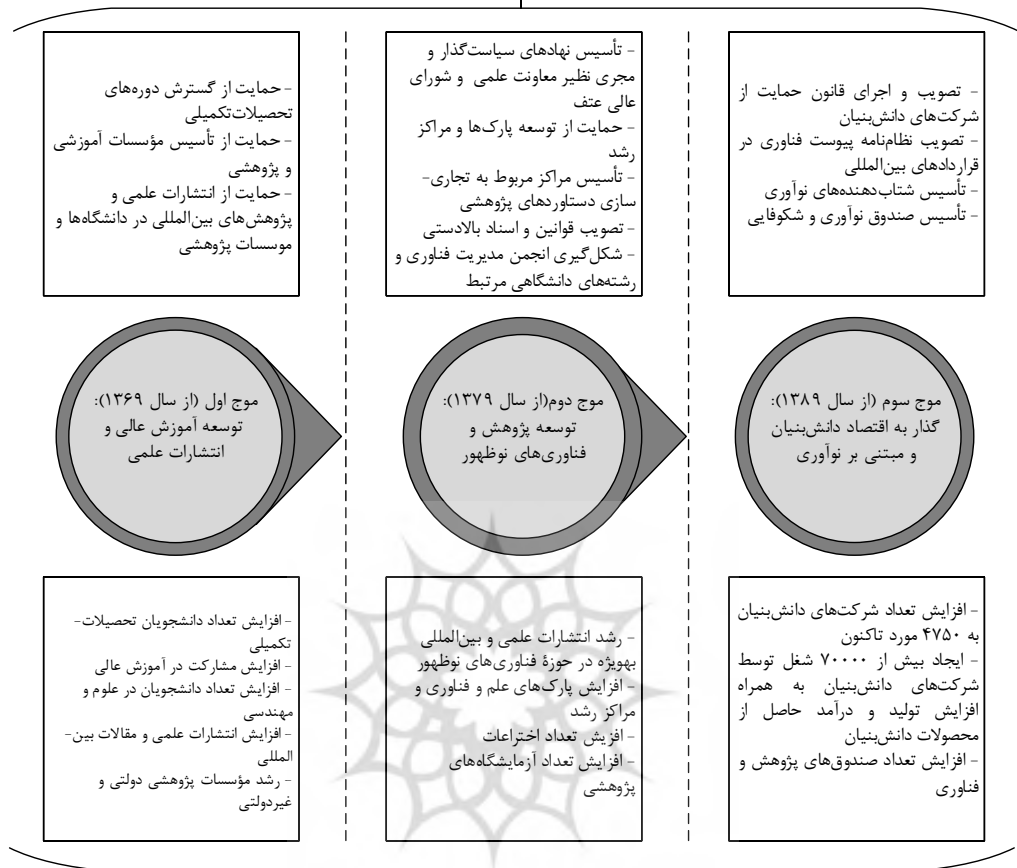 - حمایت از گسترش دوره‌های
تحصیلات‌تکمیلی
- حمایت از تأسیس مؤسسات آموزشی
و پژوهشی
- حمایت از انتشارات علمی و
پژوهش‌های بین‌المللی در دانشگاه‌ها و
موسسات پژوهشی
- تأسیس نهادهای سیاست‌گذار و
مجری نظیر معاونت علمی و شورای
عالی عتف
- حمایت از توسعه پارک‌ها و مراکز
رشد
- تأسیس مراکز مربوط به تجاری-
سازی دستاوردهای پژوهشی
- تصویب قوانین و اسناد بالادستی
- شکل‌گیری انجمن مدیریت فناوری و
رشته‌های دانشگاهی مرتبط
- تصویب و اجرای قانون حمایت از
شرکت‌های دانش‌بنیان
- تصویب نظام‌نامه پیوست فناوری در
قراردادهای بین‌المللی
- تأسیس شتاب‌دهنده‌های نوآوری
- تأسیس صندوق نوآوری و شکوفایی
موج اول (از سال ۱۳۶۹):
توسعه آموزش عالی و
انتشارات علمی
موج دوم(از سال ۱۳۷۹):
توسعه پژوهش و
فناوری‌های نوظهور
موج سوم (از سال ۱۳۸۹):
گذار به اقتصاد دانش‌بنیان
و مبتنی بر نوآوری
- افزایش تعداد دانشجویان تحصیلات-
تکمیلی
- افزایش مشارکت در آموزش عالی
- افزایش تعداد دانشجویان در علوم و
مهندسی
- افزایش انتشارات علمی و مقالات بین-
المللی
- رشد مؤسسات پژوهشی دولتی و
غیردولتی
- رشد انتشارات علمی و بین‌المللی
بهویژه در حوزۀ فناوری‌های نوظهور
- افزایش پارک‌های علم و فناوری و
مراکز رشد
- افزیش تعداد اختراعات
- افزایش تعداد آزمایشگاه‌های
پژوهشی
- افزایش تعداد شرکت‌های دانش‌بنیان
به ۴۷۵۰ مورد تاکنون
- ایجاد بیش از ۷۰۰۰۰ شغل توسط
شرکت‌های دانش‌بنیان به همراه
افزایش تولید و درآمد حاصل از
محصولات دانش‌بنیان
- افزایش تعداد صندوق‌های پژوهش و
فناوری